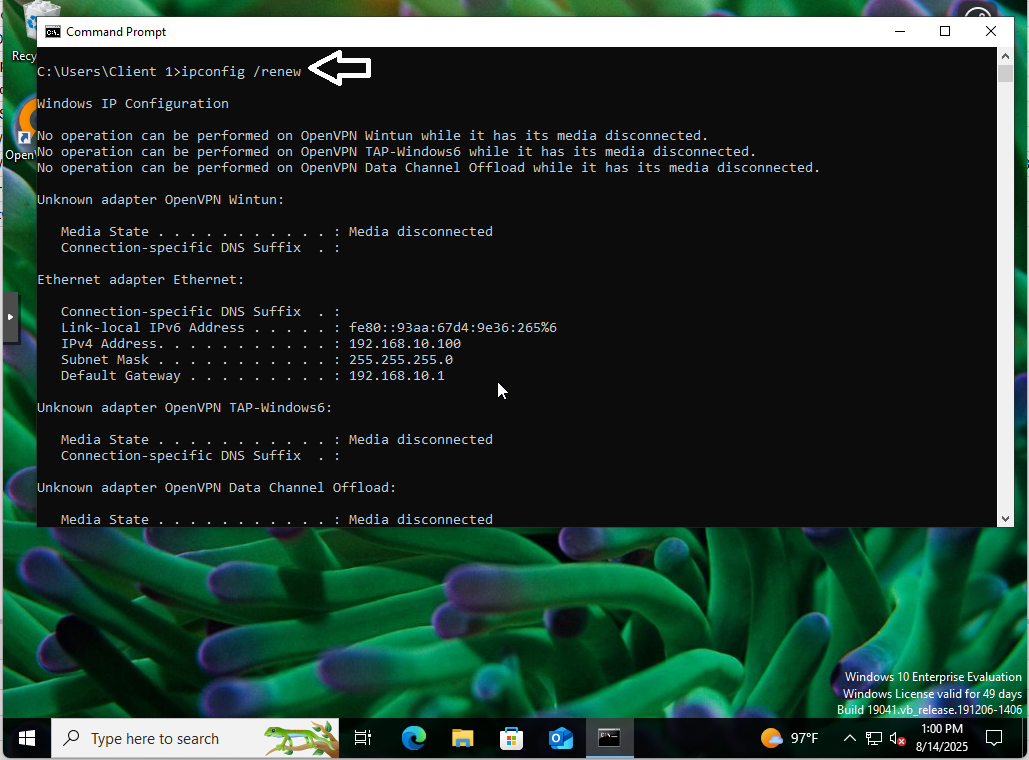 Command Prompt
Recy
Open
C:\Users\Client 1>ipconfig /renew
Windows IP Configuration
No operation can be performed on OpenVPN Wintun while it has its media disconnected.
No operation can be performed on OpenVPN TAP-Windows6 while it has its media disconnected.
No operation can be performed on OpenVPN Data Channel Offload while it has its media disconnected.
Unknown adapter OpenVPN Wintun:
Media State . . . . . . . . . . . : Media disconnected
Connection-specific DNS Suffix  . :
Ethernet adapter Ethernet:
Connection-specific DNS Suffix  . :
Link-local IPv6 Address . . . . . : fe80::93aa:67d4:9e36:265%6
IPv4 Address. . . . . . . . . . . : 192.168.10.100
Subnet Mask . . . . . . . . . . . : 255.255.255.0
Default Gateway . . . . . . . . . : 192.168.10.1
Unknown adapter OpenVPN TAP-Windows6:
Media State . . . . . . . . . . . : Media disconnected
Connection-specific DNS Suffix  . :
Unknown adapter OpenVPN Data Channel Offload:
Media State . . . . . . . . . . . : Media disconnected
Windows 10 Enterprise Evaluation
Windows License valid for 49 days
Build 19041.vb_release.191206-1406
Type here to search
97°F
1:00 PM
8/14/2025